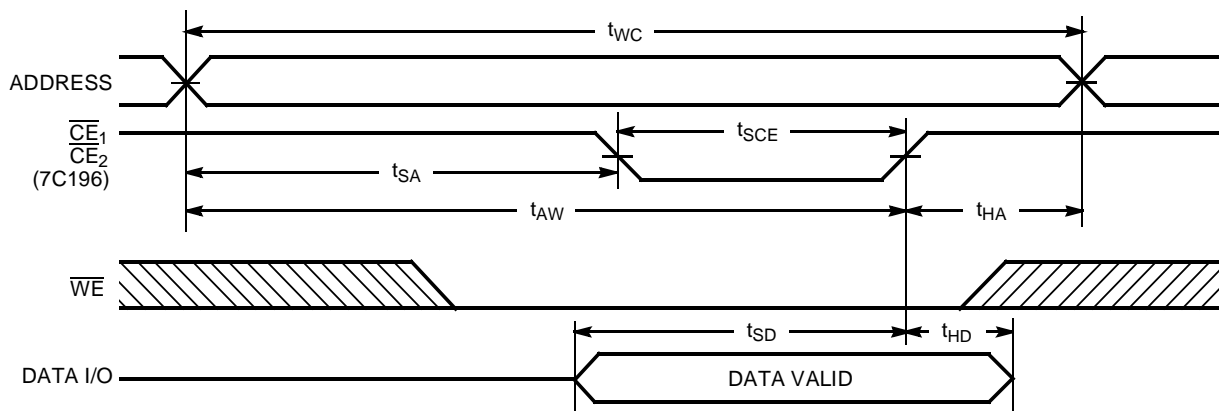 tWC
ADDRESS
CE1
CE2
(7C196)
tSCE
tSA
tAW
tHA
WE
tSD
tHD
DATA I/O
DATA VALID